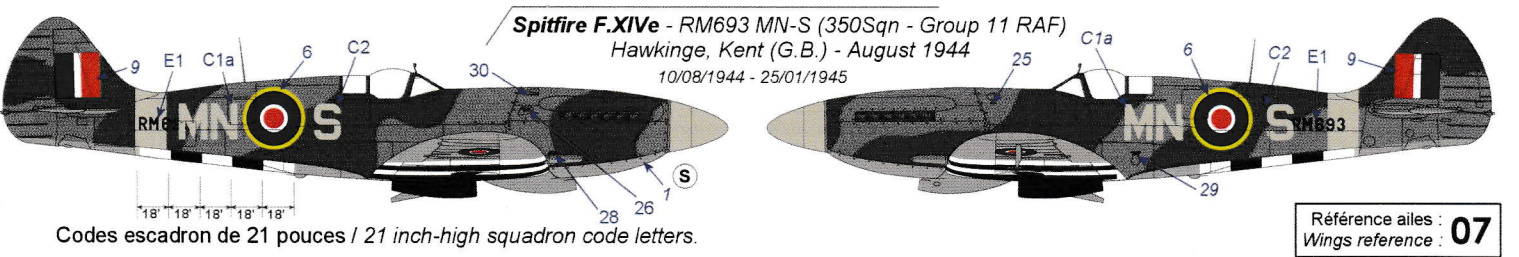 Spitfire F.XIVe - RM693 MN-S (350Sqn - Group 11 RAF)
Hawkinge, Kent (G.B.) - August 1944
10/08/1944 - 25/01/1945
9 E1 C1a 6 C2 30
25 C1a 6 C2 E1 9
MN S
MN S RM693
28 26 1 S
29
18' 18' 18' 18' 18'
Codes escadron de 21 pouces / 21 inch-high squadron code letters.
Référence ailes : 07
Wings reference :